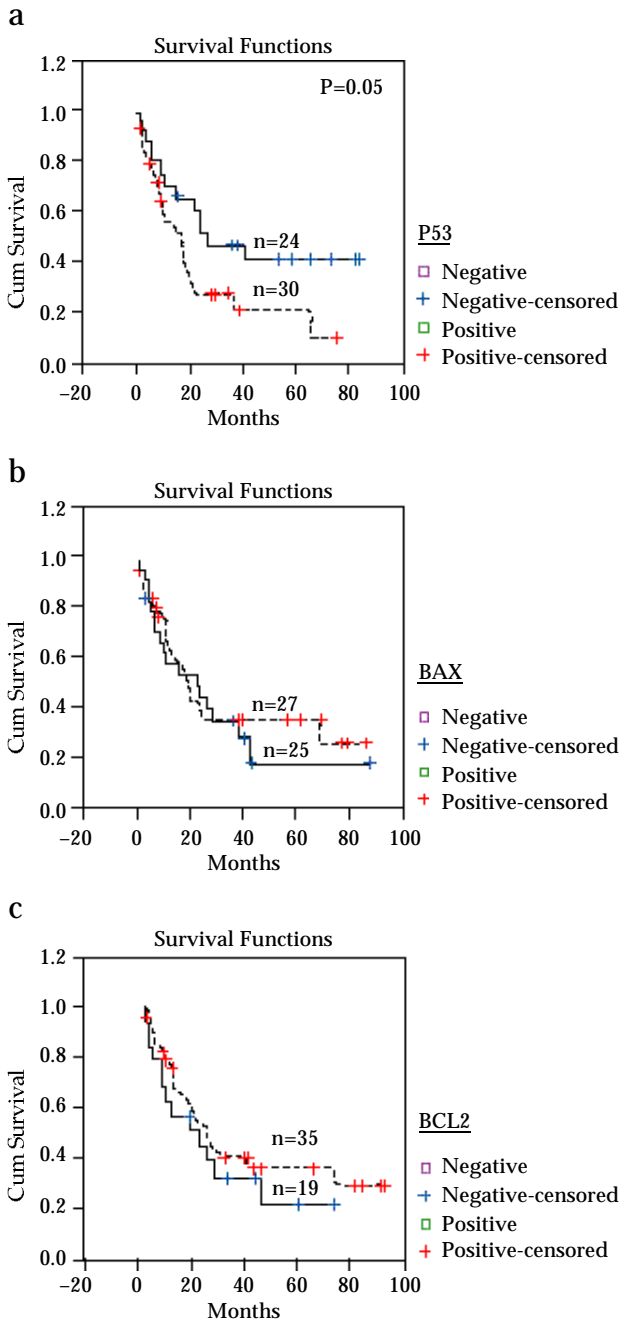 a
Survival Functions
1.2
1.0
0.8
0.6
0.4
0.2
0.0
Cum Survival
P=0.05
n=24
n=30
−20 0 20 40 60 80 100
Months
P53
Negative
Negative-censored
Positive
Positive-censored
b
Survival Functions
1.2
1.0
0.8
0.6
0.4
0.2
0.0
Cum Survival
n=27
n=25
−20 0 20 40 60 80 100
Months
BAX
Negative
Negative-censored
Positive
Positive-censored
c
Survival Functions
1.2
1.0
0.8
0.6
0.4
0.2
0.0
Cum Survival
n=35
n=19
−20 0 20 40 60 80 100
Months
BCL2
Negative
Negative-censored
Positive
Positive-censored